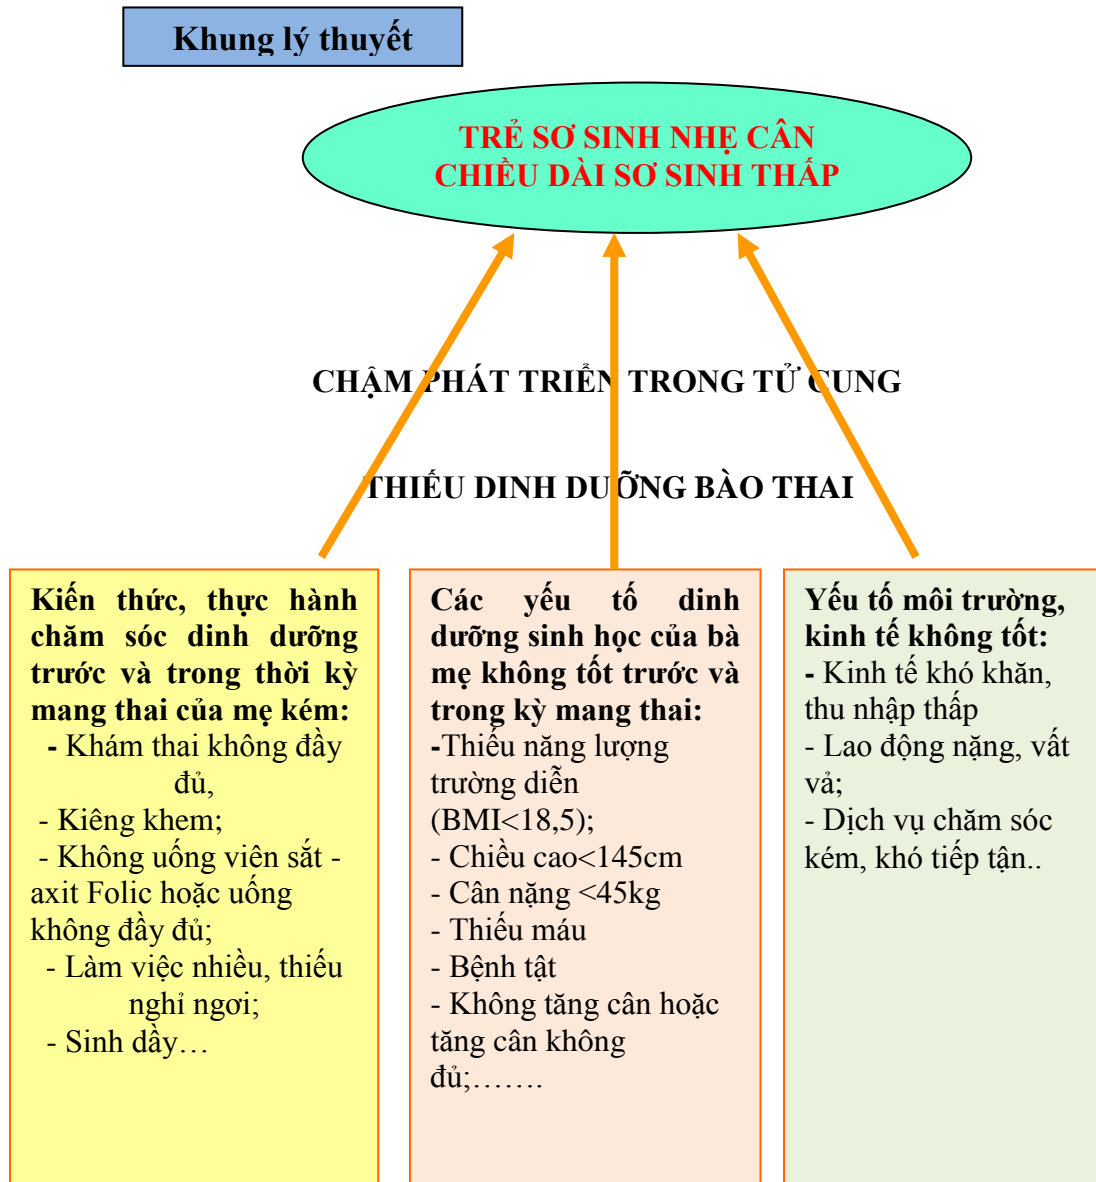 Khung lý thuyết
TRẺ SƠ SINH NHẸ CÂN
CHIỀU DÀI SƠ SINH THẤP
CHẬM PHÁT TRIỂN TRONG TỬ CUNG
THIẾU DINH DƯỠNG BÀO THAI
Kiến thức, thực hành
chăm sóc dinh dưỡng
trước và trong thời kỳ
mang thai của mẹ kém:
- Khám thai không đầy
đủ,
- Kiêng khem;
- Không uống viên sắt -
axit Folic hoặc uống
không đầy đủ;
- Làm việc nhiều, thiếu
nghỉ ngơi;
- Sinh dầy…
Các yếu tố dinh
dưỡng sinh học của bà
mẹ không tốt trước và
trong kỳ mang thai:
-Thiếu năng lượng
trường diễn
(BMI<18,5);
- Chiều cao<145cm
- Cân nặng <45kg
- Thiếu máu
- Bệnh tật
- Không tăng cân hoặc
tăng cân không
đủ;…….
Yếu tố môi trường,
kinh tế không tốt:
- Kinh tế khó khăn,
thu nhập thấp
- Lao động nặng, vất
vả;
- Dịch vụ chăm sóc
kém, khó tiếp tận..